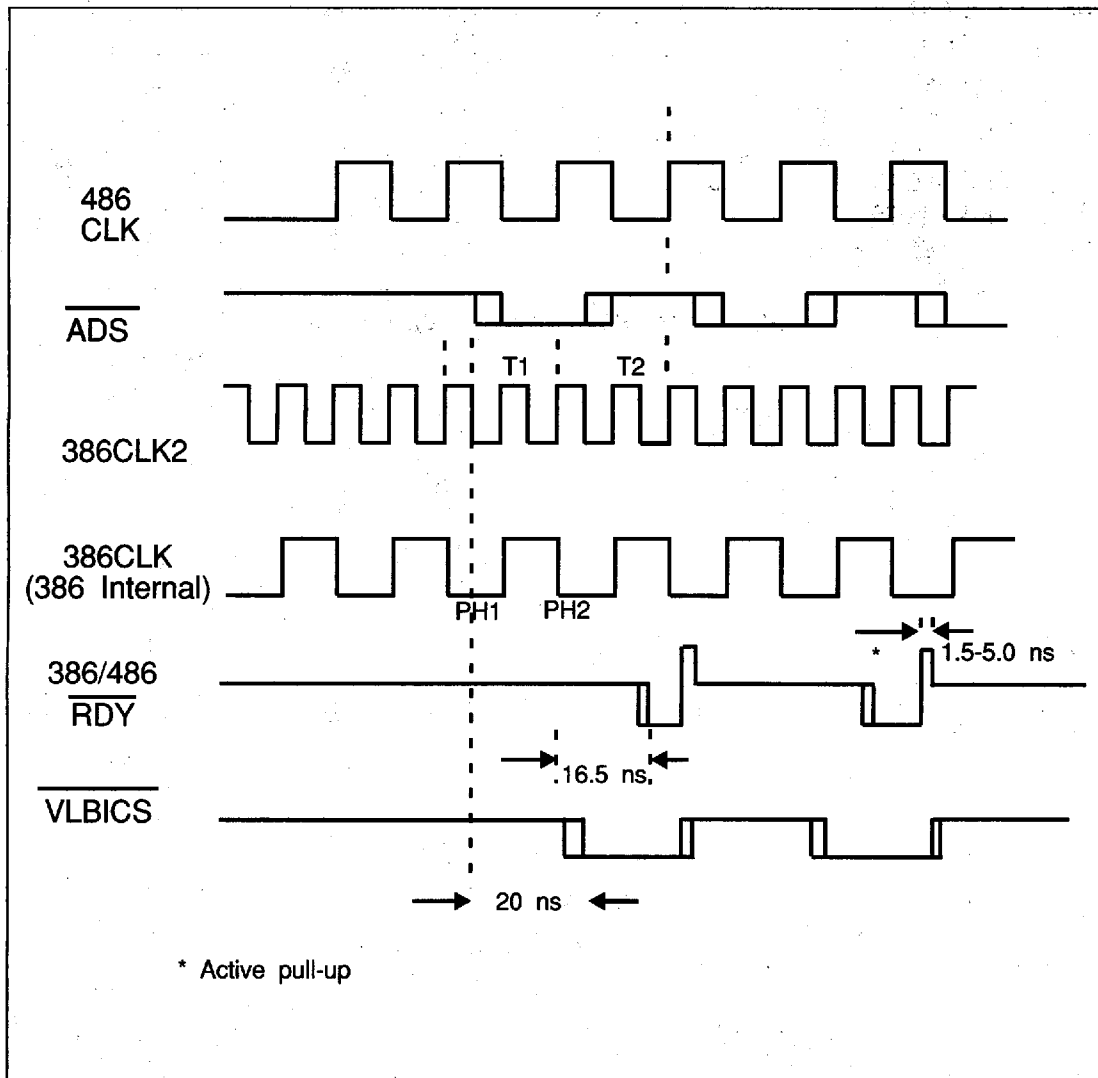 486
CLK
ADS
T1 T2
386CLK2
386CLK
(386 Internal)
PH1 PH2
* 1.5-5.0 ns
386/486
RDY
16.5 ns
VLBICS
20 ns
* Active pull-up